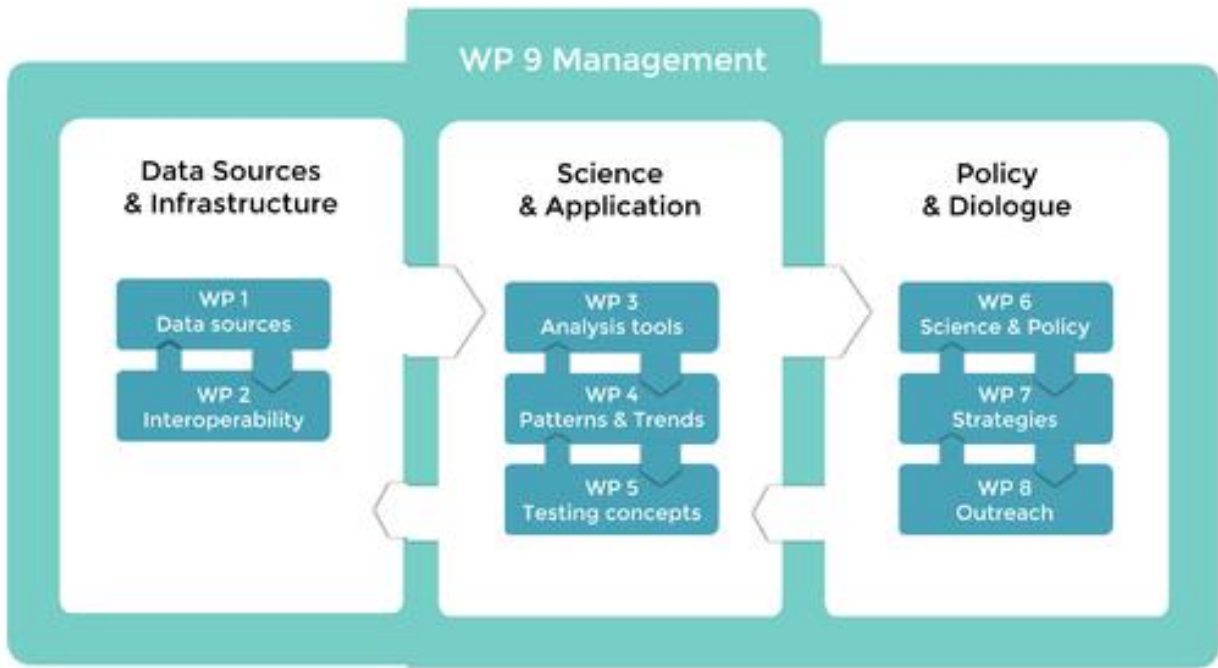 WP 9 Management
Data Sources
& Infrastructure
WP 1
Data sources
WP 2
Interoperability
Science
& Application
WP 3
Analysis tools
WP 4
Patterns & Trends
WP 5
Testing concepts
Policy
& Diologue
WP 6
Science & Policy
WP 7
Strategies
WP 8
Outreach